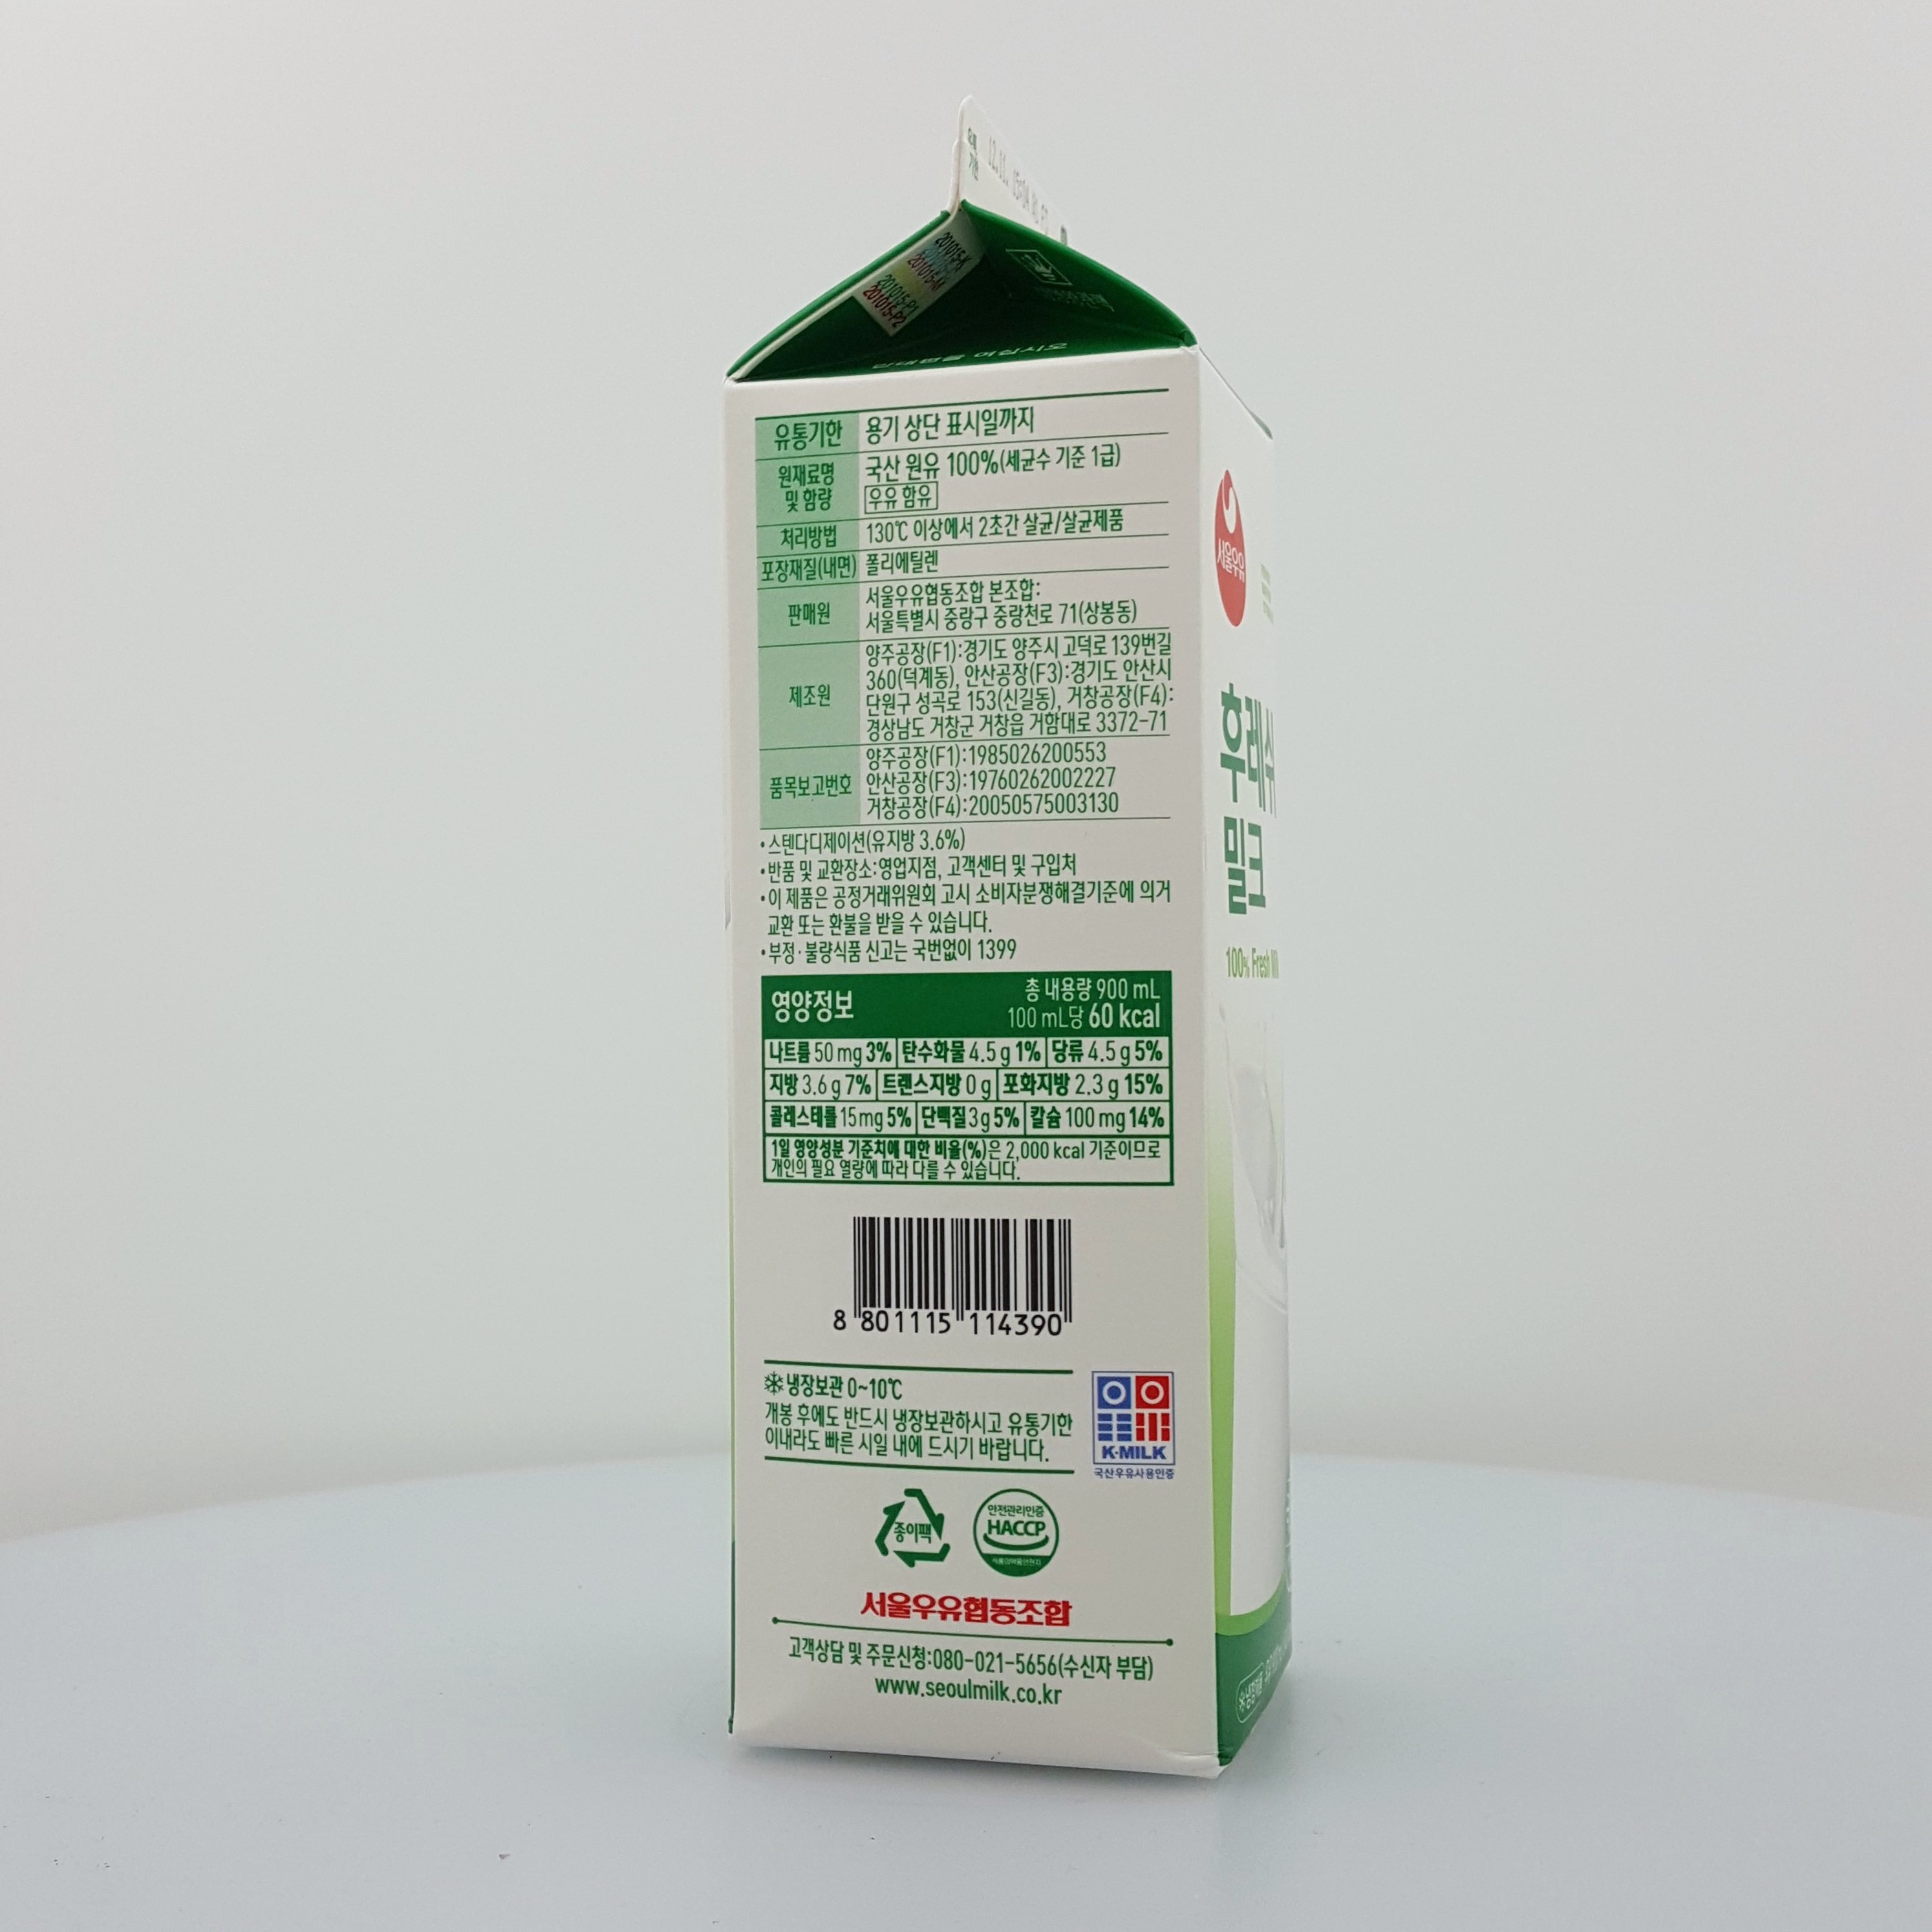 유통
기한
12.11.
201015-K
201015-M
201015-P1
201015-P2
유통기한 용기 상단 표시일까지
원재료명 및 함량 국산 원유 100%(세균수 기준 1급)
우유 함유
처리방법 130℃ 이상에서 2초간 살균/살균제품
포장재질(내면) 폴리에틸렌
판매원 서울우유협동조합 본조합:
서울특별시 중랑구 중랑천로 71(상봉동)
제조원 양주공장(F1):경기도 양주시 고덕로 139번길
360(덕계동), 안산공장(F3):경기도 안산시
단원구 성곡로 153(신길동), 거창공장(F4):
경상남도 거창군 거창읍 거함대로 3372-71
품목보고번호 양주공장(F1):1985026200553
안산공장(F3):19760262002227
거창공장(F4):20050575003130
•스텐다디제이션(유지방 3.6%)
•반품 및 교환장소:영업지점, 고객센터 및 구입처
•이 제품은 공정거래위원회 고시 소비자분쟁해결기준에 의거
교환 또는 환불을 받을 수 있습니다.
•부정·불량식품 신고는 국번없이 1399
영양정보 총 내용량 900 mL
100 mL당 60 kcal
나트륨 50 mg 3% 탄수화물 4.5 g 1% 당류 4.5 g 5%
지방 3.6 g 7% 트랜스지방 0 g 포화지방 2.3 g 15%
콜레스테롤 15 mg 5% 단백질 3 g 5% 칼슘 100 mg 14%
1일 영양성분 기준치에 대한 비율(%)은 2,000 kcal 기준이므로
개인의 필요 열량에 따라 다를 수 있습니다.
8 801115 114390
냉장보관 0~10℃
개봉 후에도 반드시 냉장보관하시고 유통기한
이내라도 빠른 시일 내에 드시기 바랍니다.
K·MILK
국산우유사용인증
종이팩
안전관리인증
HACCP
식품의약품안전처
서울우유협동조합
고객상담 및 주문신청:080-021-5656(수신자 부담)
www.seoulmilk.co.kr
서울우유
후레쉬
밀크
100% Fresh
냉장제품